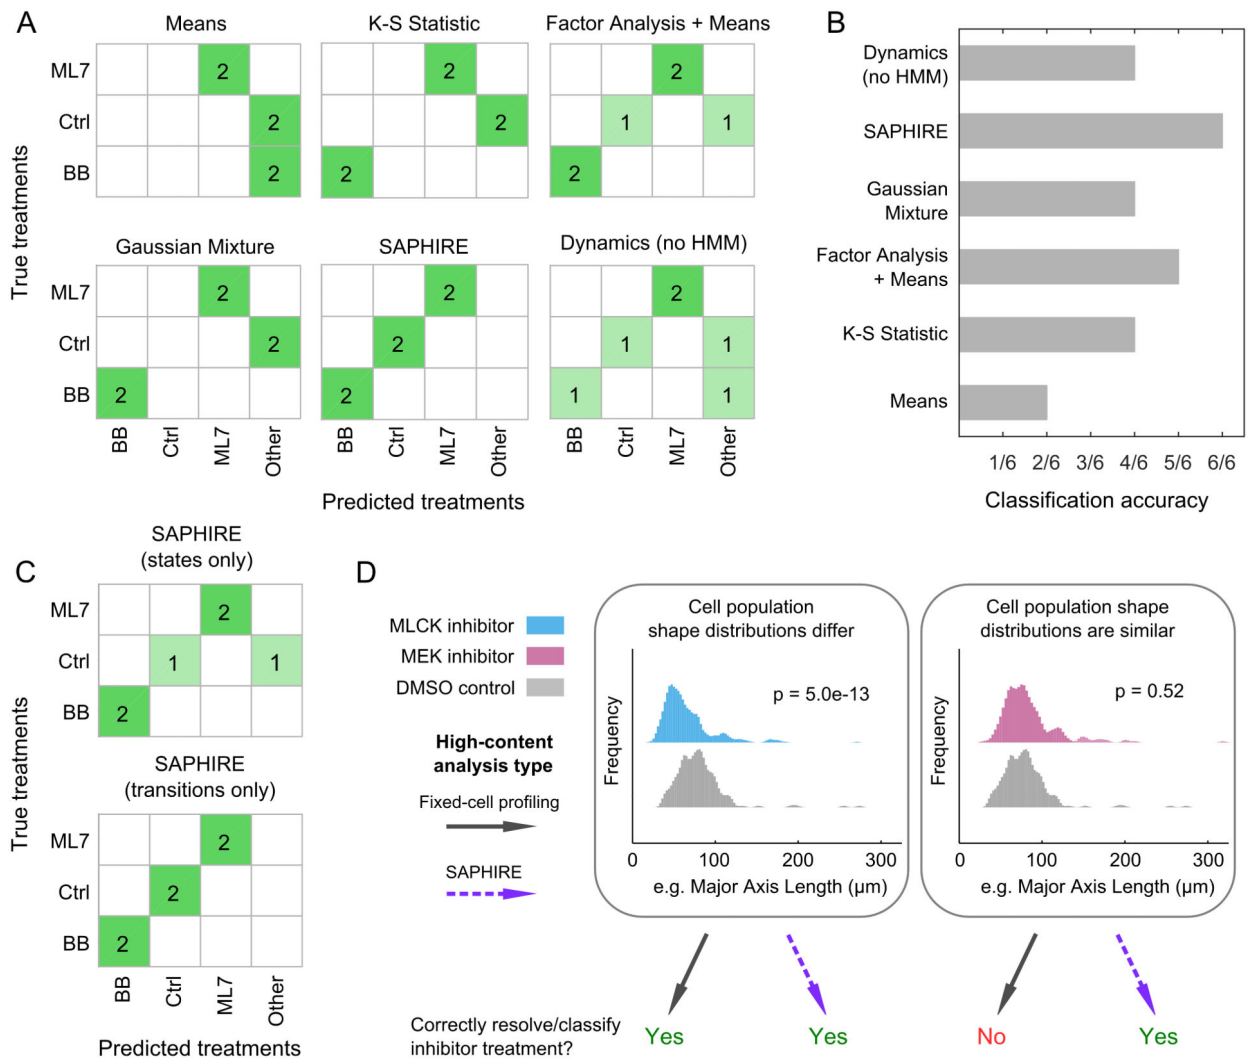 A
Means
K-S Statistic
Factor Analysis + Means
ML7
Ctrl
BB
2
2
2
2
2
2
2
1
1
2
True treatments
Gaussian Mixture
SAPHIRE
Dynamics (no HMM)
ML7
Ctrl
BB
2
2
2
2
2
2
2
1
1
1
1
BB
Ctrl
ML7
Other
BB
Ctrl
ML7
Other
BB
Ctrl
ML7
Other
Predicted treatments
B
Dynamics
(no HMM)
SAPHIRE
Gaussian
Mixture
Factor Analysis
+ Means
K-S Statistic
Means
1/6 2/6 3/6 4/6 5/6 6/6
Classification accuracy
C
SAPHIRE
(states only)
ML7
Ctrl
BB
2
1
1
2
True treatments
SAPHIRE
(transitions only)
ML7
Ctrl
BB
2
2
2
BB
Ctrl
ML7
Other
Predicted treatments
D
MLCK inhibitor
MEK inhibitor
DMSO control
High-content
analysis type
Fixed-cell profiling
SAPHIRE
Cell population
shape distributions differ
p = 5.0e-13
Frequency
0 100 200 300
e.g. Major Axis Length (μm)
Cell population shape
distributions are similar
p = 0.52
Frequency
0 100 200 300
e.g. Major Axis Length (μm)
Correctly resolve/classify
inhibitor treatment?
Yes
Yes
No
Yes